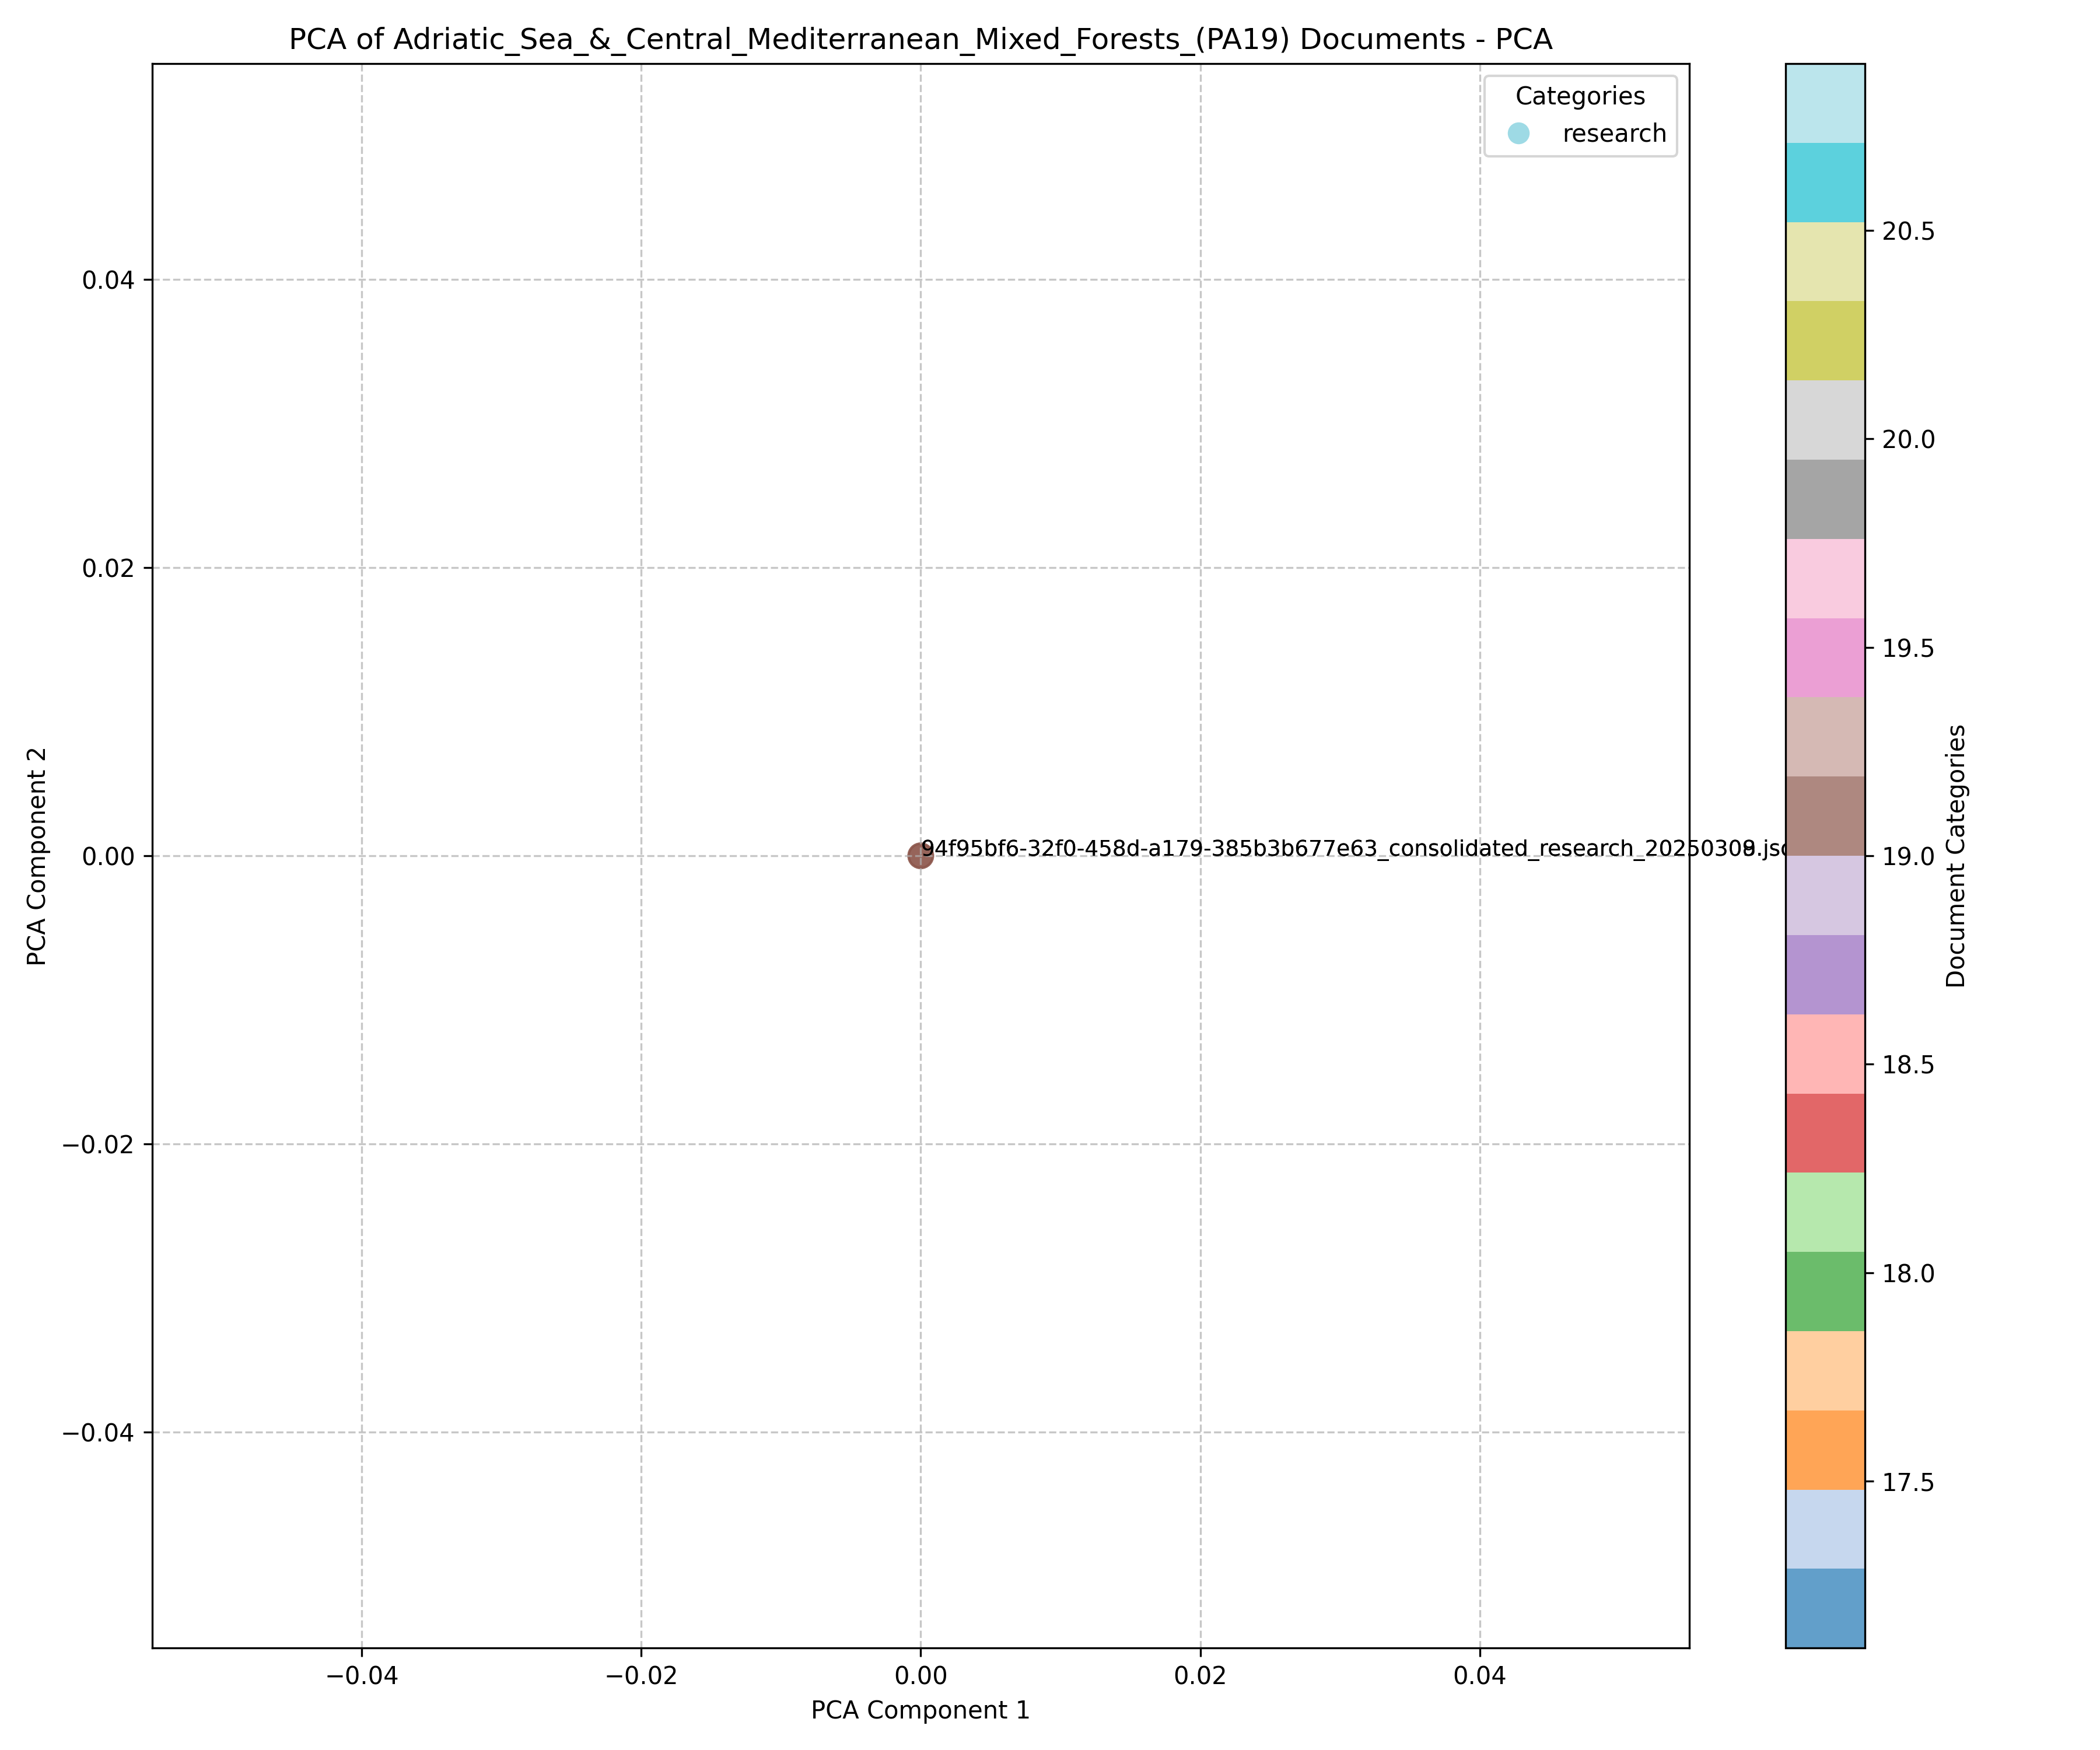 PCA of Adriatic_Sea_&_Central_Mediterranean_Mixed_Forests_(PA19) Documents - PCA
Categories
research
0.04
0.02
0.00
−0.02
−0.04
PCA Component 2
−0.04
−0.02
0.00
0.02
0.04
PCA Component 1
20.5
20.0
19.5
19.0
18.5
18.0
17.5
Document Categories